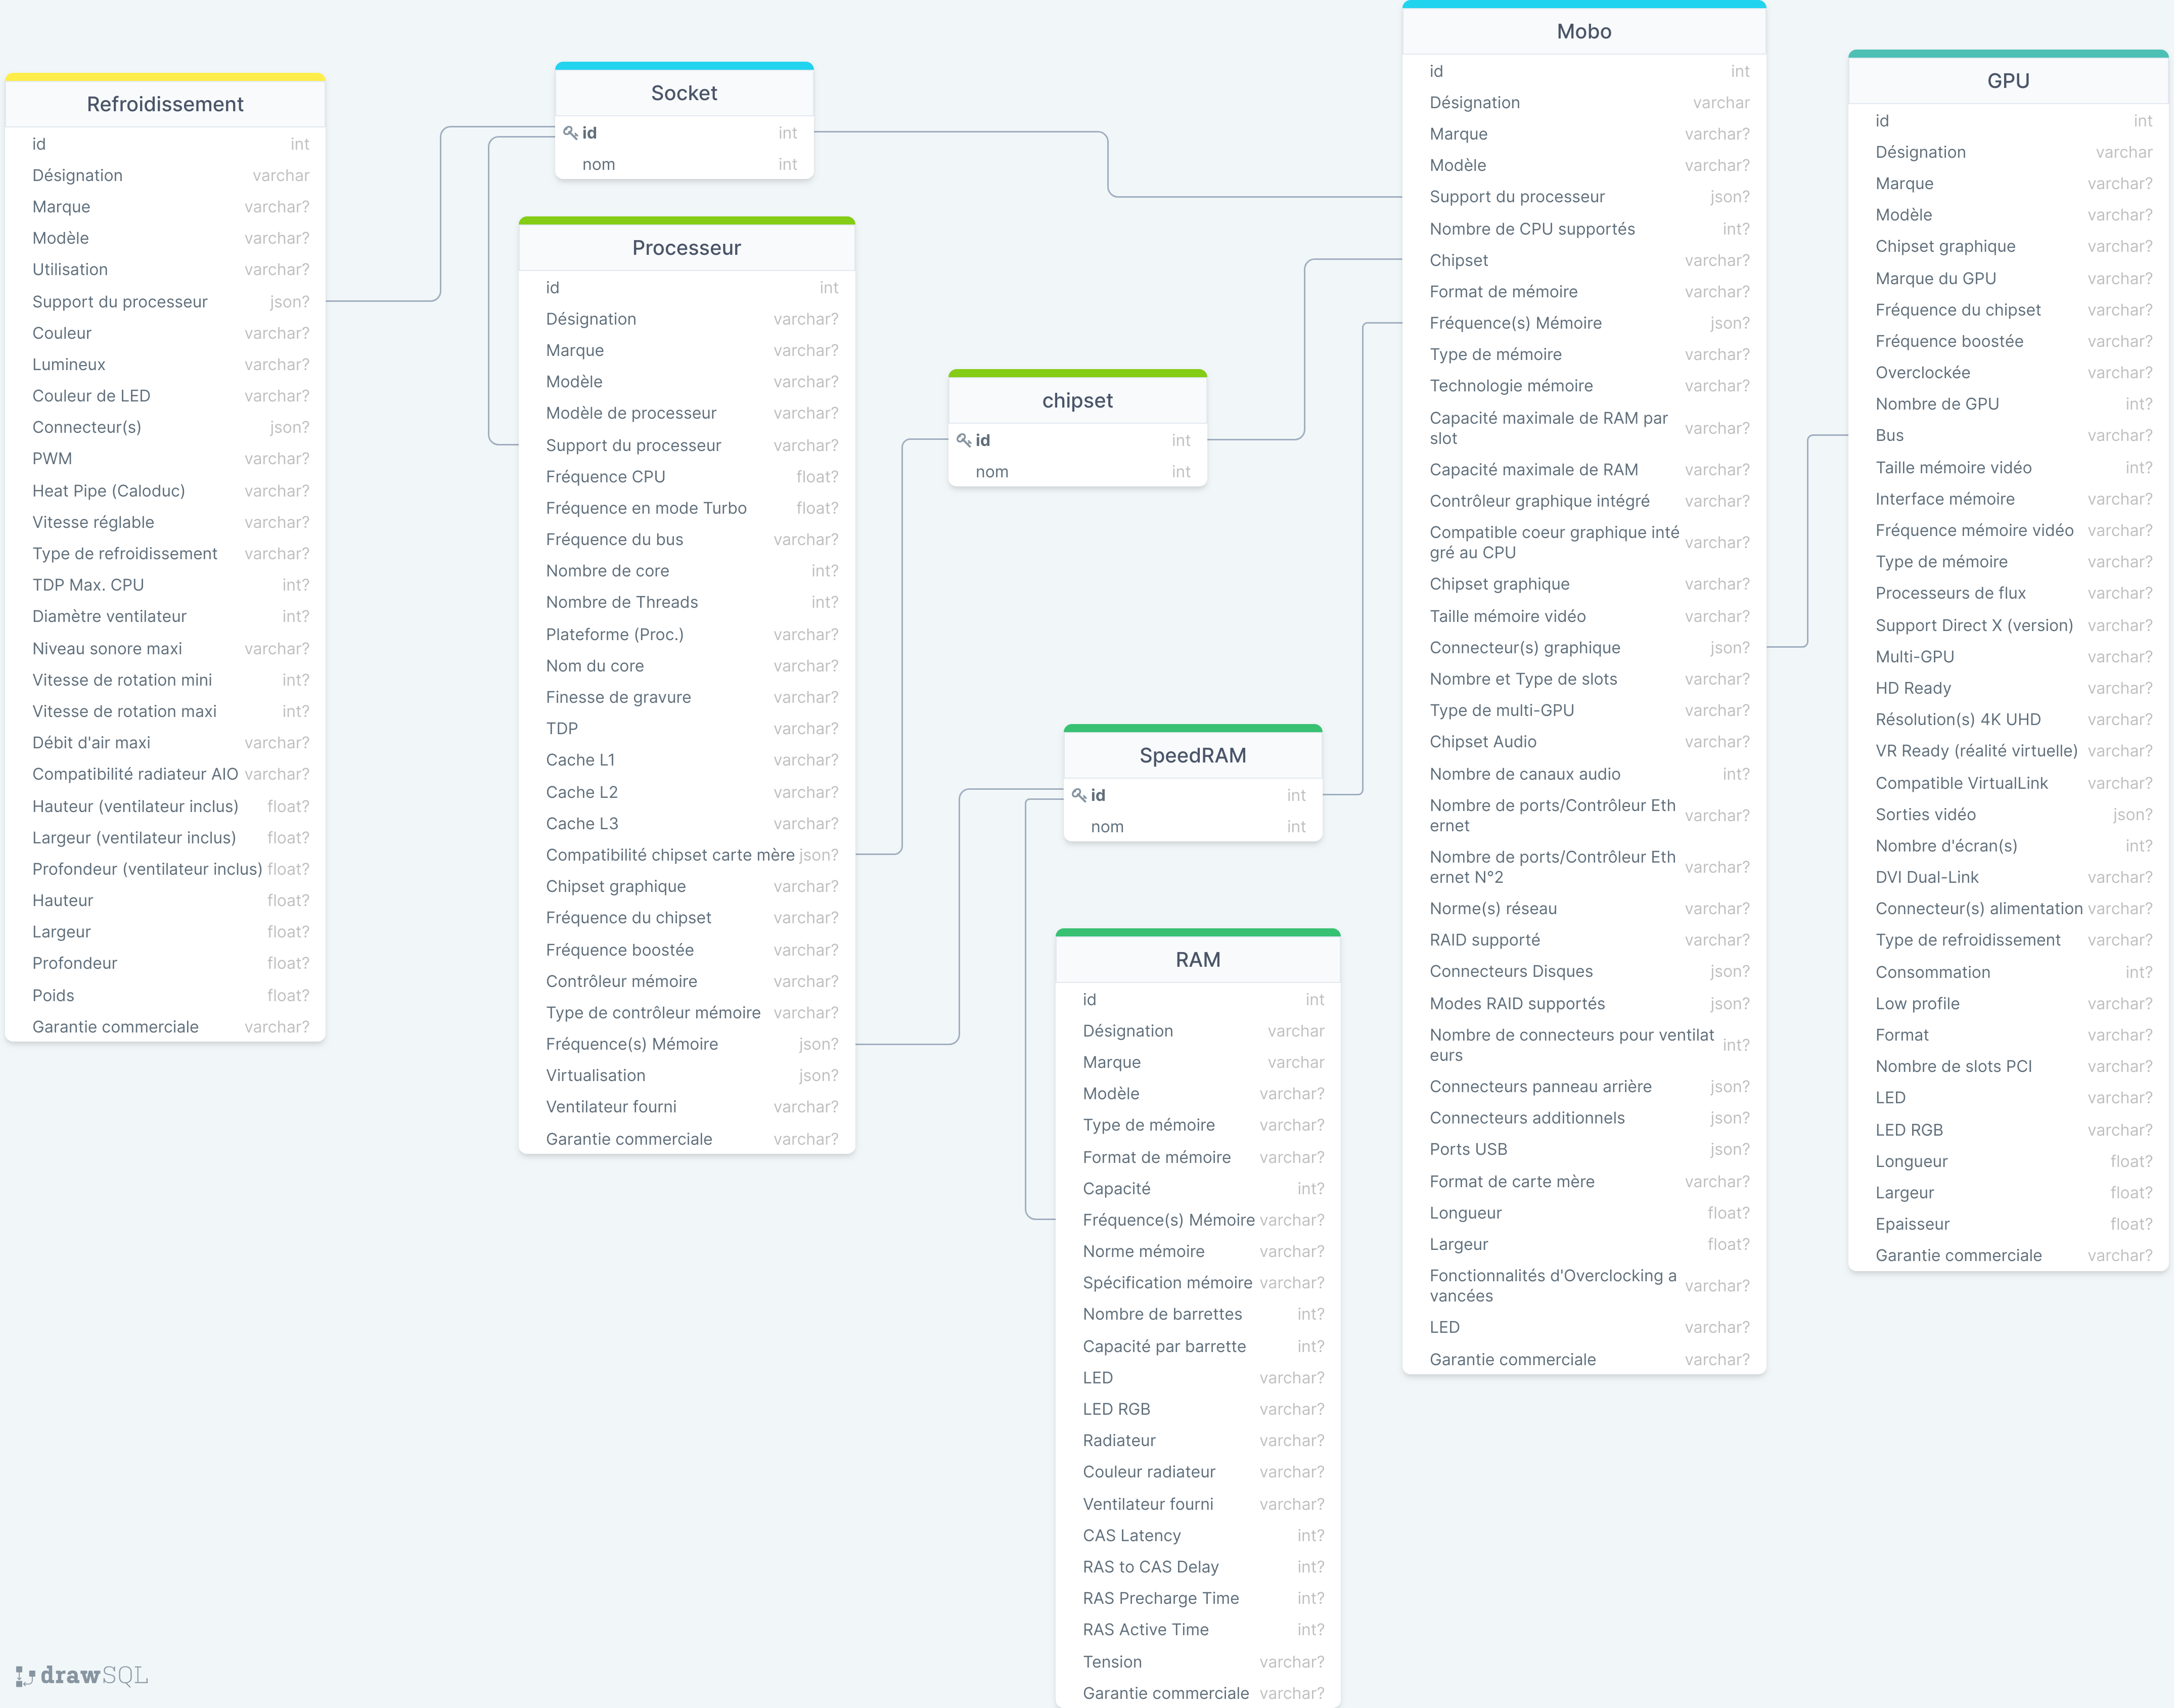 Refroidissement
id int
Désignation varchar
Marque varchar?
Modèle varchar?
Utilisation varchar?
Support du processeur json?
Couleur varchar?
Lumineux varchar?
Couleur de LED varchar?
Connecteur(s) json?
PWM varchar?
Heat Pipe (Caloduc) varchar?
Vitesse réglable varchar?
Type de refroidissement varchar?
TDP Max. CPU int?
Diamètre ventilateur int?
Niveau sonore maxi varchar?
Vitesse de rotation mini int?
Vitesse de rotation maxi int?
Débit d'air maxi varchar?
Compatibilité radiateur AIO varchar?
Hauteur (ventilateur inclus) float?
Largeur (ventilateur inclus) float?
Profondeur (ventilateur inclus) float?
Hauteur float?
Largeur float?
Profondeur float?
Poids float?
Garantie commerciale varchar?
Socket
id int
nom int
Processeur
id int
Désignation varchar?
Marque varchar?
Modèle varchar?
Modèle de processeur varchar?
Support du processeur varchar?
Fréquence CPU float?
Fréquence en mode Turbo float?
Fréquence du bus varchar?
Nombre de core int?
Nombre de Threads int?
Plateforme (Proc.) varchar?
Nom du core varchar?
Finesse de gravure varchar?
TDP varchar?
Cache L1 varchar?
Cache L2 varchar?
Cache L3 varchar?
Compatibilité chipset carte mère json?
Chipset graphique varchar?
Fréquence du chipset varchar?
Fréquence boostée varchar?
Contrôleur mémoire varchar?
Type de contrôleur mémoire varchar?
Fréquence(s) Mémoire json?
Virtualisation json?
Ventilateur fourni varchar?
Garantie commerciale varchar?
chipset
id int
nom int
SpeedRAM
id int
nom int
RAM
id int
Désignation varchar
Marque varchar
Modèle varchar?
Type de mémoire varchar?
Format de mémoire varchar?
Capacité int?
Fréquence(s) Mémoire varchar?
Norme mémoire varchar?
Spécification mémoire varchar?
Nombre de barrettes int?
Capacité par barrette int?
LED varchar?
LED RGB varchar?
Radiateur varchar?
Couleur radiateur varchar?
Ventilateur fourni varchar?
CAS Latency int?
RAS to CAS Delay int?
RAS Precharge Time int?
RAS Active Time int?
Tension varchar?
Garantie commerciale varchar?
Mobo
id int
Désignation varchar
Marque varchar?
Modèle varchar?
Support du processeur json?
Nombre de CPU supportés int?
Chipset varchar?
Format de mémoire varchar?
Fréquence(s) Mémoire json?
Type de mémoire varchar?
Technologie mémoire varchar?
Capacité maximale de RAM par
slot varchar?
Capacité maximale de RAM varchar?
Contrôleur graphique intégré varchar?
Compatible coeur graphique inté
gré au CPU varchar?
Chipset graphique varchar?
Taille mémoire vidéo varchar?
Connecteur(s) graphique json?
Nombre et Type de slots varchar?
Type de multi-GPU varchar?
Chipset Audio varchar?
Nombre de canaux audio int?
Nombre de ports/Contrôleur Eth
ernet varchar?
Nombre de ports/Contrôleur Eth
ernet N°2 varchar?
Norme(s) réseau varchar?
RAID supporté varchar?
Connecteurs Disques json?
Modes RAID supportés json?
Nombre de connecteurs pour ventilat
eurs int?
Connecteurs panneau arrière json?
Connecteurs additionnels json?
Ports USB json?
Format de carte mère varchar?
Longueur float?
Largeur float?
Fonctionnalités d'Overclocking a
vancées varchar?
LED varchar?
Garantie commerciale varchar?
GPU
id int
Désignation varchar
Marque varchar?
Modèle varchar?
Chipset graphique varchar?
Marque du GPU varchar?
Fréquence du chipset varchar?
Fréquence boostée varchar?
Overclockée varchar?
Nombre de GPU int?
Bus varchar?
Taille mémoire vidéo int?
Interface mémoire varchar?
Fréquence mémoire vidéo varchar?
Type de mémoire varchar?
Processeurs de flux varchar?
Support Direct X (version) varchar?
Multi-GPU varchar?
HD Ready varchar?
Résolution(s) 4K UHD varchar?
VR Ready (réalité virtuelle) varchar?
Compatible VirtualLink varchar?
Sorties vidéo json?
Nombre d'écran(s) int?
DVI Dual-Link varchar?
Connecteur(s) alimentation varchar?
Type de refroidissement varchar?
Consommation int?
Low profile varchar?
Format varchar?
Nombre de slots PCI varchar?
LED varchar?
LED RGB varchar?
Longueur float?
Largeur float?
Epaisseur float?
Garantie commerciale varchar?
drawSQL